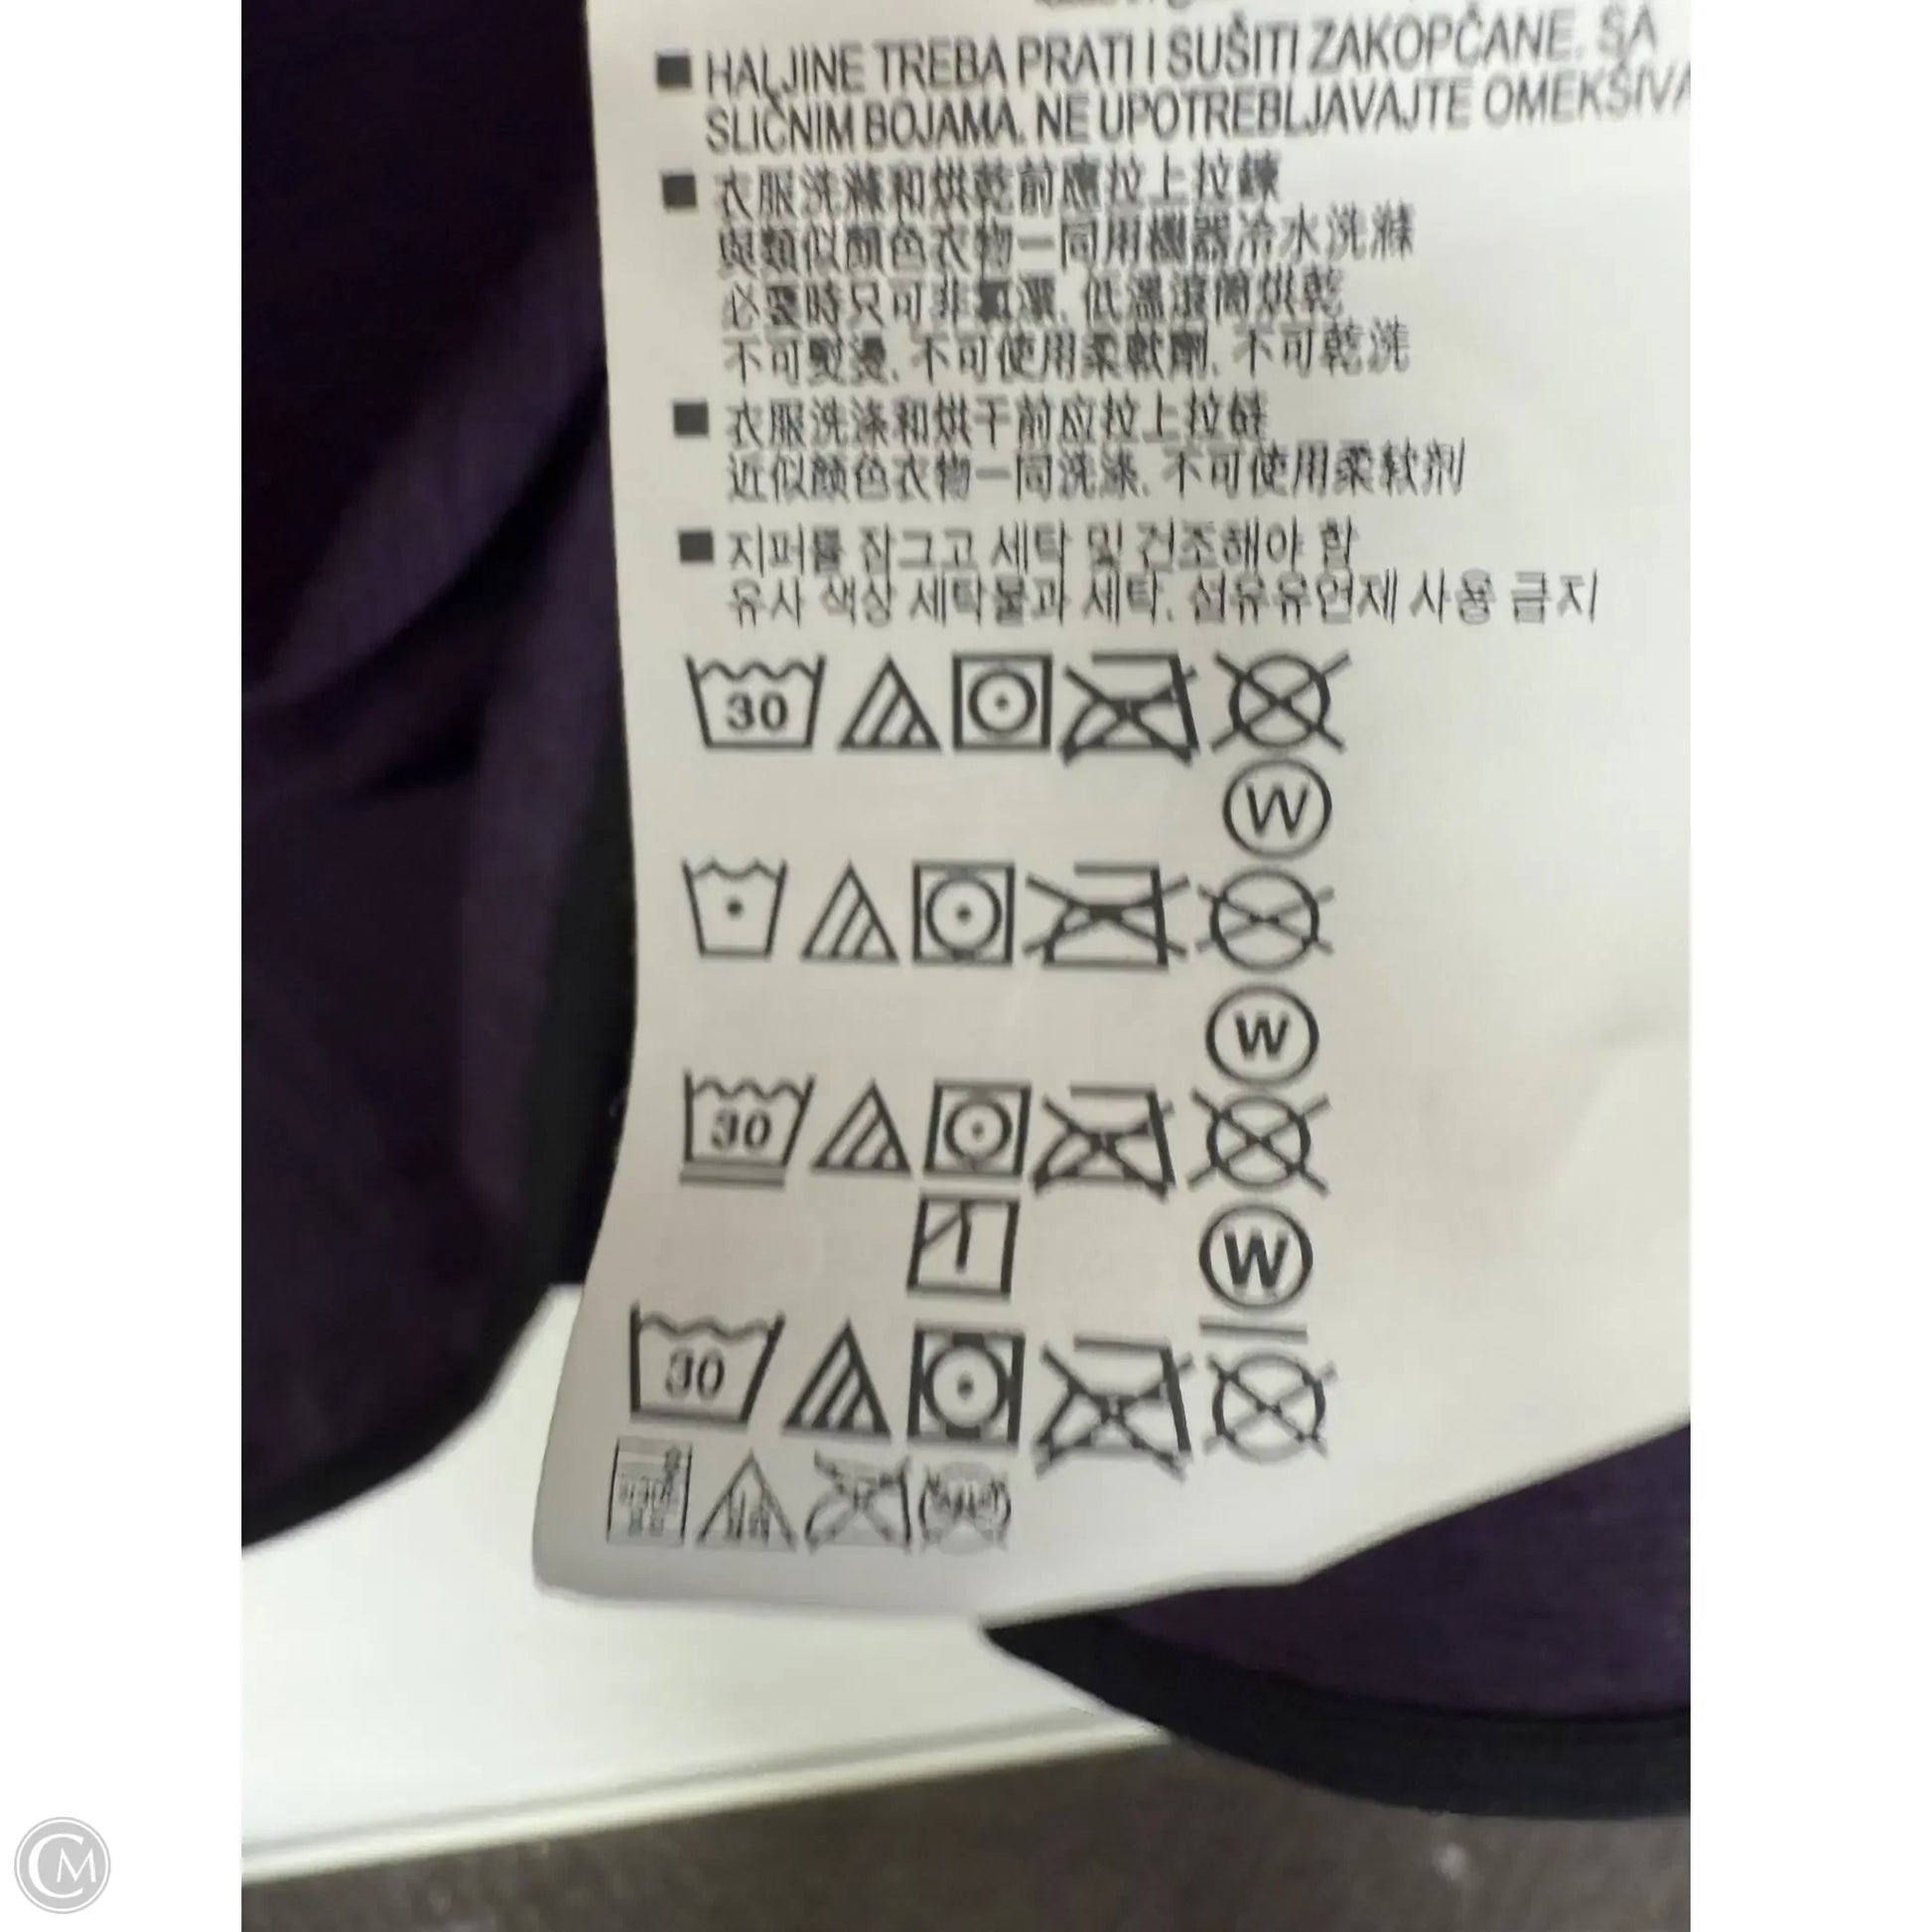 ■ HALJINE TREBA PRATI I SUŠITI ZAKOPČANE. SA
SLIČNIM BOJAMA. NE UPOTREBLJAVAJTE OMEKŠIVA
■ 衣服洗滌和烘乾前應拉上拉鍊
與類似顏色衣物一同用機器冷水洗滌
必要時只可非氯漂, 低溫滾筒烘乾
不可熨燙, 不可使用柔軟劑, 不可乾洗
■ 衣服洗涤和烘干前应拉上拉链
近似颜色衣物一同洗涤, 不可使用柔软剂
■ 지퍼를 잠그고 세탁 및 건조해야 함
유사 색상 세탁물과 세탁. 섬유유연제 사용 금지
30
W
W
30
W
30
CM